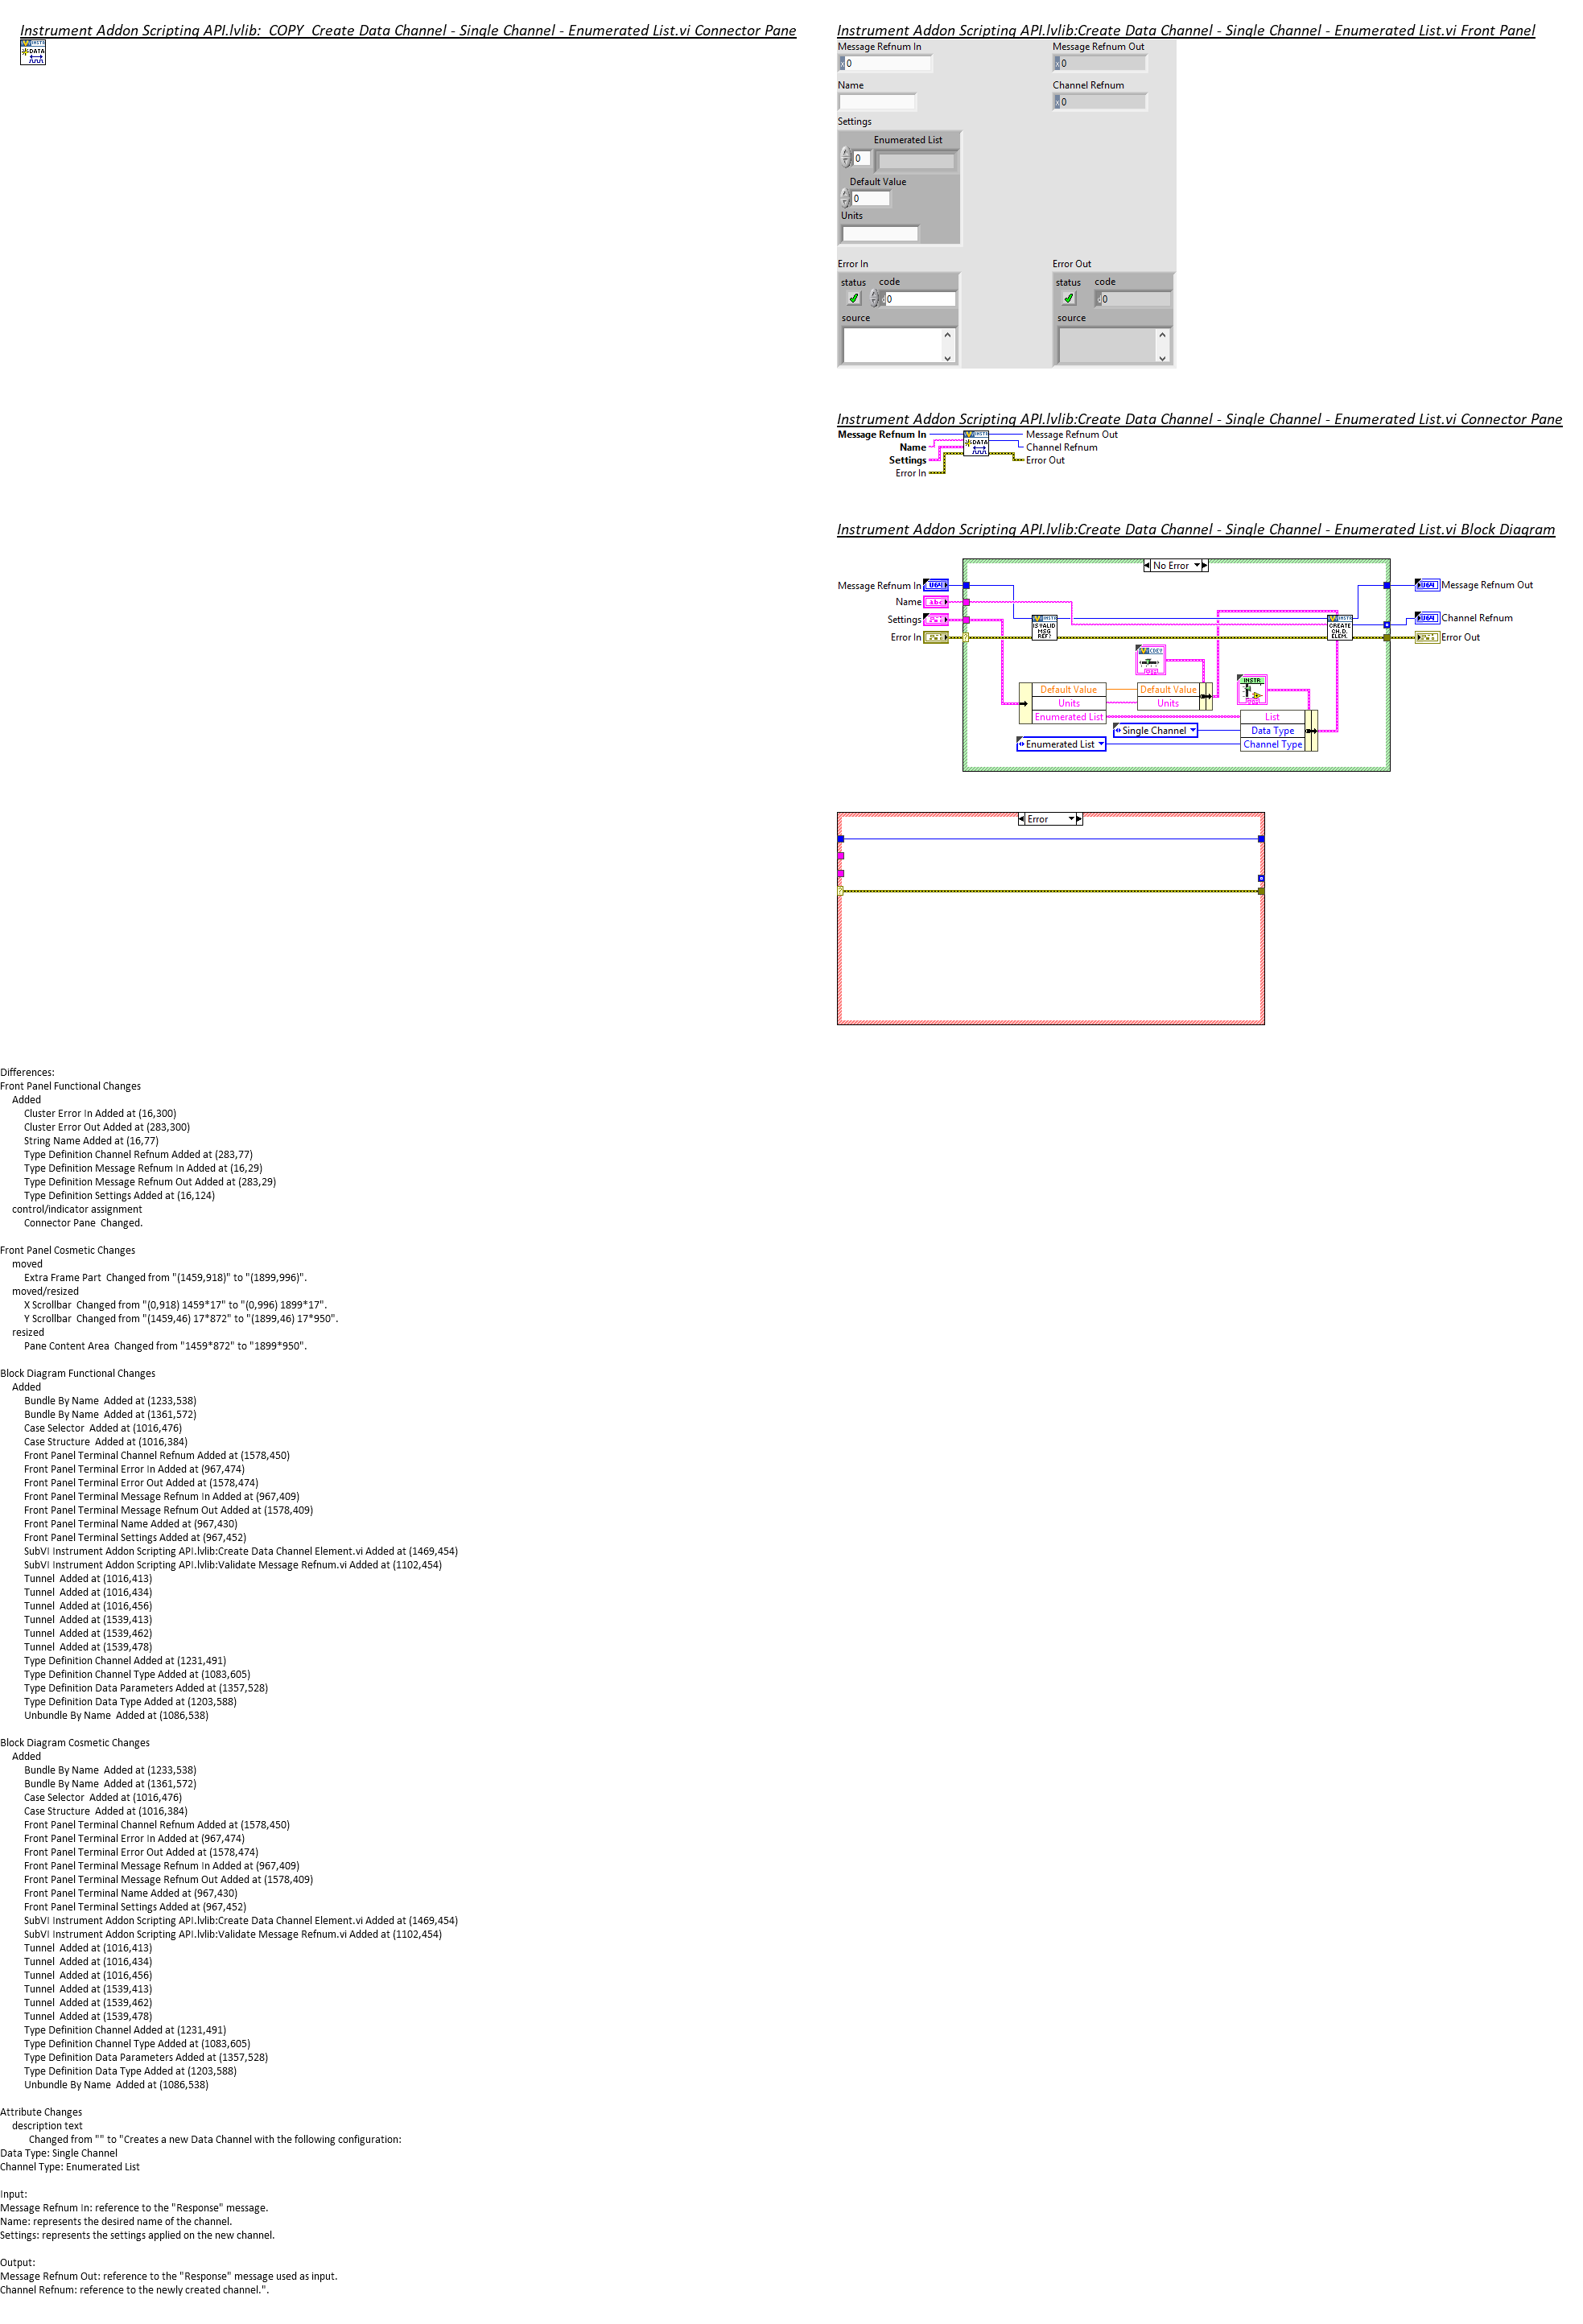 Instrument Addon Scripting API.lvlib:  COPY  Create Data Channel - Single Channel - Enumerated List.vi Connector Pane
INSTR
DATA
Instrument Addon Scripting API.lvlib:Create Data Channel - Single Channel - Enumerated List.vi Front Panel
Message Refnum In
Message Refnum Out
x 0
x 0
Name
Channel Refnum
x 0
Settings
Enumerated List
0
Default Value
0
Units
Error In
Error Out
status code
status code
d 0
d 0
source
source
Instrument Addon Scripting API.lvlib:Create Data Channel - Single Channel - Enumerated List.vi Connector Pane
Message Refnum In
Message Refnum Out
Name
Channel Refnum
Settings
Error Out
Error In
INSTR
DATA
Instrument Addon Scripting API.lvlib:Create Data Channel - Single Channel - Enumerated List.vi Block Diagram
No Error
Message Refnum In
U64
U64
Message Refnum Out
Name
abc
Settings
U64
Channel Refnum
Error In
Error Out
INSTR
IS VALID
MSG
REF?
INSTR
CREATE
CH.D.
ELEM.
INSTR
Default Value
Default Value
Units
Units
Enumerated List
List
Single Channel
Data Type
Enumerated List
Channel Type
Error
Differences:
Front Panel Functional Changes
Added
Cluster Error In Added at (16,300)
Cluster Error Out Added at (283,300)
String Name Added at (16,77)
Type Definition Channel Refnum Added at (283,77)
Type Definition Message Refnum In Added at (16,29)
Type Definition Message Refnum Out Added at (283,29)
Type Definition Settings Added at (16,124)
control/indicator assignment
Connector Pane  Changed.
Front Panel Cosmetic Changes
moved
Extra Frame Part  Changed from "(1459,918)" to "(1899,996)".
moved/resized
X Scrollbar  Changed from "(0,918) 1459*17" to "(0,996) 1899*17".
Y Scrollbar  Changed from "(1459,46) 17*872" to "(1899,46) 17*950".
resized
Pane Content Area  Changed from "1459*872" to "1899*950".
Block Diagram Functional Changes
Added
Bundle By Name  Added at (1233,538)
Bundle By Name  Added at (1361,572)
Case Selector  Added at (1016,476)
Case Structure  Added at (1016,384)
Front Panel Terminal Channel Refnum Added at (1578,450)
Front Panel Terminal Error In Added at (967,474)
Front Panel Terminal Error Out Added at (1578,474)
Front Panel Terminal Message Refnum In Added at (967,409)
Front Panel Terminal Message Refnum Out Added at (1578,409)
Front Panel Terminal Name Added at (967,430)
Front Panel Terminal Settings Added at (967,452)
SubVI Instrument Addon Scripting API.lvlib:Create Data Channel Element.vi Added at (1469,454)
SubVI Instrument Addon Scripting API.lvlib:Validate Message Refnum.vi Added at (1102,454)
Tunnel  Added at (1016,413)
Tunnel  Added at (1016,434)
Tunnel  Added at (1016,456)
Tunnel  Added at (1539,413)
Tunnel  Added at (1539,462)
Tunnel  Added at (1539,478)
Type Definition Channel Added at (1231,491)
Type Definition Channel Type Added at (1083,605)
Type Definition Data Parameters Added at (1357,528)
Type Definition Data Type Added at (1203,588)
Unbundle By Name  Added at (1086,538)
Block Diagram Cosmetic Changes
Added
Bundle By Name  Added at (1233,538)
Bundle By Name  Added at (1361,572)
Case Selector  Added at (1016,476)
Case Structure  Added at (1016,384)
Front Panel Terminal Channel Refnum Added at (1578,450)
Front Panel Terminal Error In Added at (967,474)
Front Panel Terminal Error Out Added at (1578,474)
Front Panel Terminal Message Refnum In Added at (967,409)
Front Panel Terminal Message Refnum Out Added at (1578,409)
Front Panel Terminal Name Added at (967,430)
Front Panel Terminal Settings Added at (967,452)
SubVI Instrument Addon Scripting API.lvlib:Create Data Channel Element.vi Added at (1469,454)
SubVI Instrument Addon Scripting API.lvlib:Validate Message Refnum.vi Added at (1102,454)
Tunnel  Added at (1016,413)
Tunnel  Added at (1016,434)
Tunnel  Added at (1016,456)
Tunnel  Added at (1539,413)
Tunnel  Added at (1539,462)
Tunnel  Added at (1539,478)
Type Definition Channel Added at (1231,491)
Type Definition Channel Type Added at (1083,605)
Type Definition Data Parameters Added at (1357,528)
Type Definition Data Type Added at (1203,588)
Unbundle By Name  Added at (1086,538)
Attribute Changes
description text
Changed from "" to "Creates a new Data Channel with the following configuration:
Data Type: Single Channel
Channel Type: Enumerated List
Input:
Message Refnum In: reference to the "Response" message.
Name: represents the desired name of the channel.
Settings: represents the settings applied on the new channel.
Output:
Message Refnum Out: reference to the "Response" message used as input.
Channel Refnum: reference to the newly created channel.".